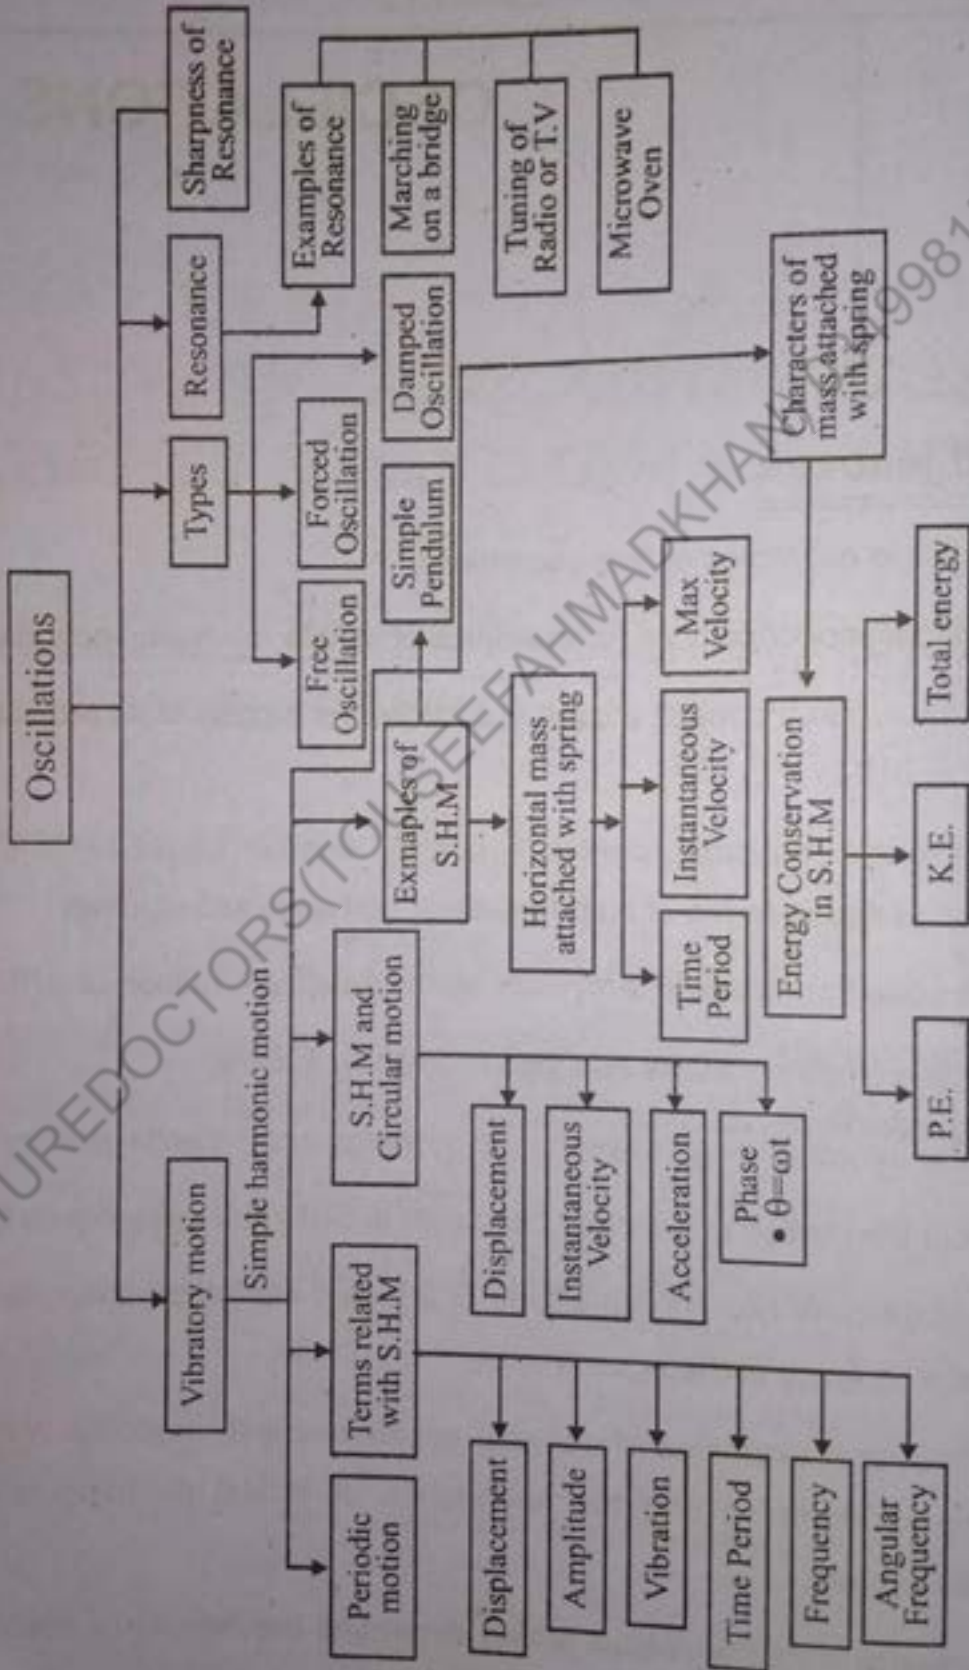 Oscillations
Vibratory motion
Types
Resonance
Sharpness of
Resonance
Simple harmonic motion
Periodic
motion
Terms related
with S.H.M
S.H.M and
Circular motion
Exmaples of
S.H.M
Simple
Pendulum
Free
Oscillation
Forced
Oscillation
Damped
Oscillation
Examples of
Resonance
Marching
on a bridge
Tuning of
Radio or T.V
Microwave
Oven
Displacement
Amplitude
Vibration
Time Period
Frequency
Angular
Frequency
Displacement
Instantaneous
Velocity
Acceleration
Phase
• θ=ωt
Horizontal mass
attached with spring
Time
Period
Instantaneous
Velocity
Max
Velocity
Characters of
mass attached
with spring
Energy Conservation
in S.H.M
P.E.
K.E.
Total energy